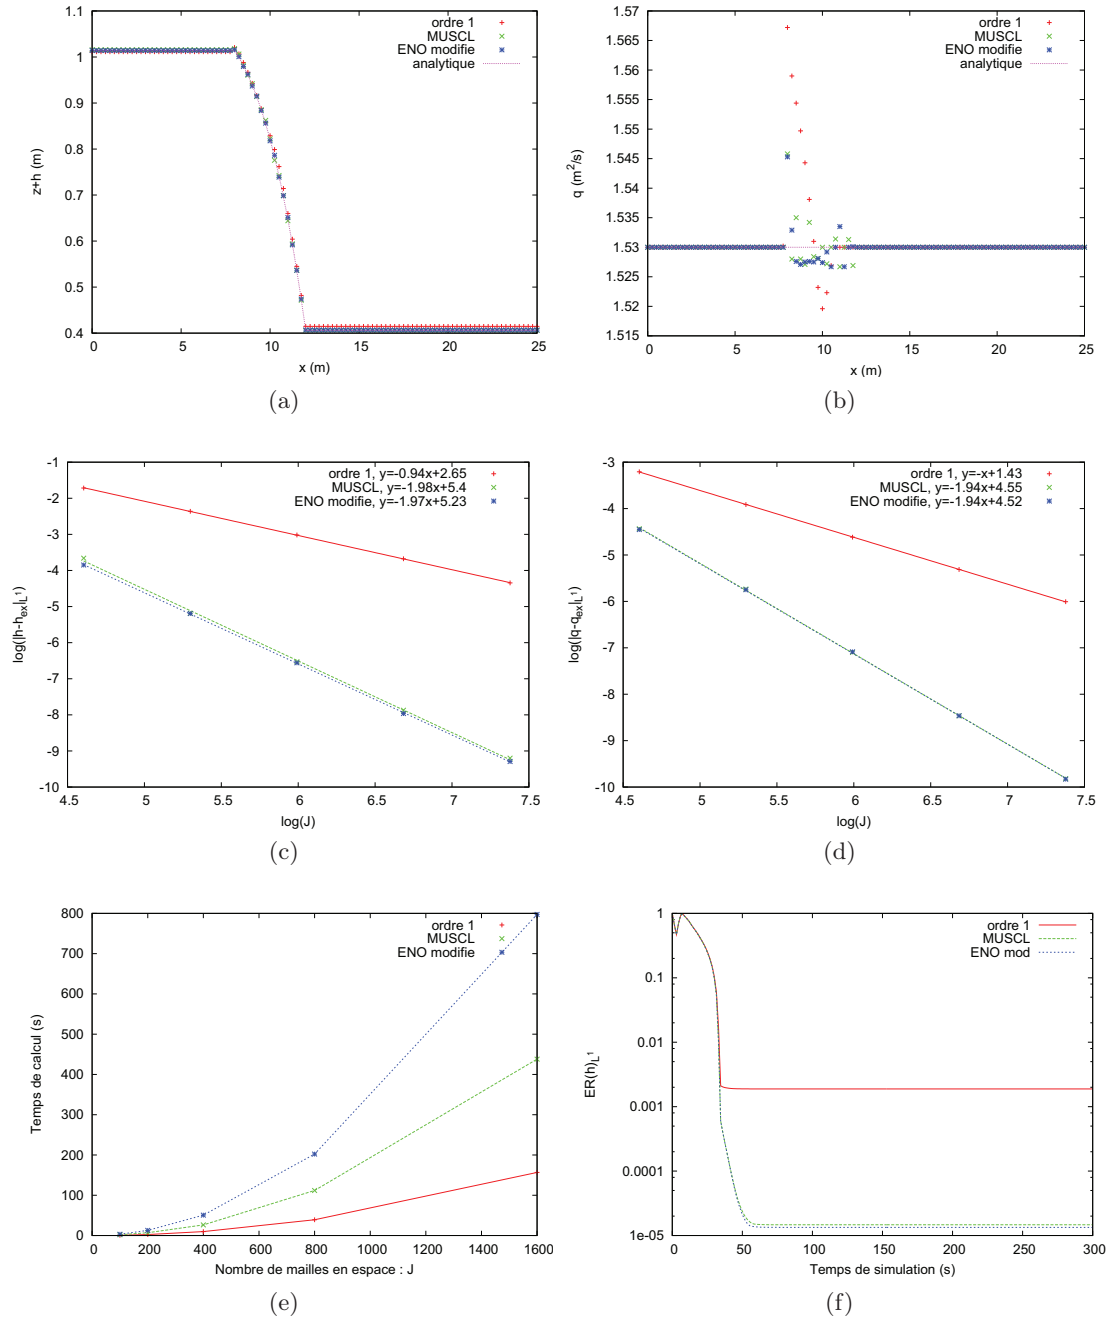 ordre 1
MUSCL
ENO modifie
analytique
1.1
1
0.9
0.8
0.7
0.6
0.5
0.4
z+h (m)
0 5 10 15 20 25
x (m)
(a)
ordre 1
MUSCL
ENO modifie
analytique
1.57
1.565
1.56
1.555
1.55
1.545
1.54
1.535
1.53
1.525
1.52
1.515
q (m²/s)
0 5 10 15 20 25
x (m)
(b)
ordre 1, y=-0.94x+2.65
MUSCL, y=-1.98x+5.4
ENO modifie, y=-1.97x+5.23
-1
-2
-3
-4
-5
-6
-7
-8
-9
-10
log(|h-h_ex|_L¹)
4.5 5 5.5 6 6.5 7 7.5
log(J)
(c)
ordre 1, y=-x+1.43
MUSCL, y=-1.94x+4.55
ENO modifie, y=-1.94x+4.52
-3
-4
-5
-6
-7
-8
-9
-10
log(|q-q_ex|_L¹)
4.5 5 5.5 6 6.5 7 7.5
log(J)
(d)
ordre 1
MUSCL
ENO modifie
800
700
600
500
400
300
200
100
0
Temps de calcul (s)
0 200 400 600 800 1000 1200 1400 1600
Nombre de mailles en espace : J
(e)
ordre 1
MUSCL
ENO mod
1
0.1
0.01
0.001
0.0001
1e-05
ER(h)_L¹
0 50 100 150 200 250 300
Temps de simulation (s)
(f)